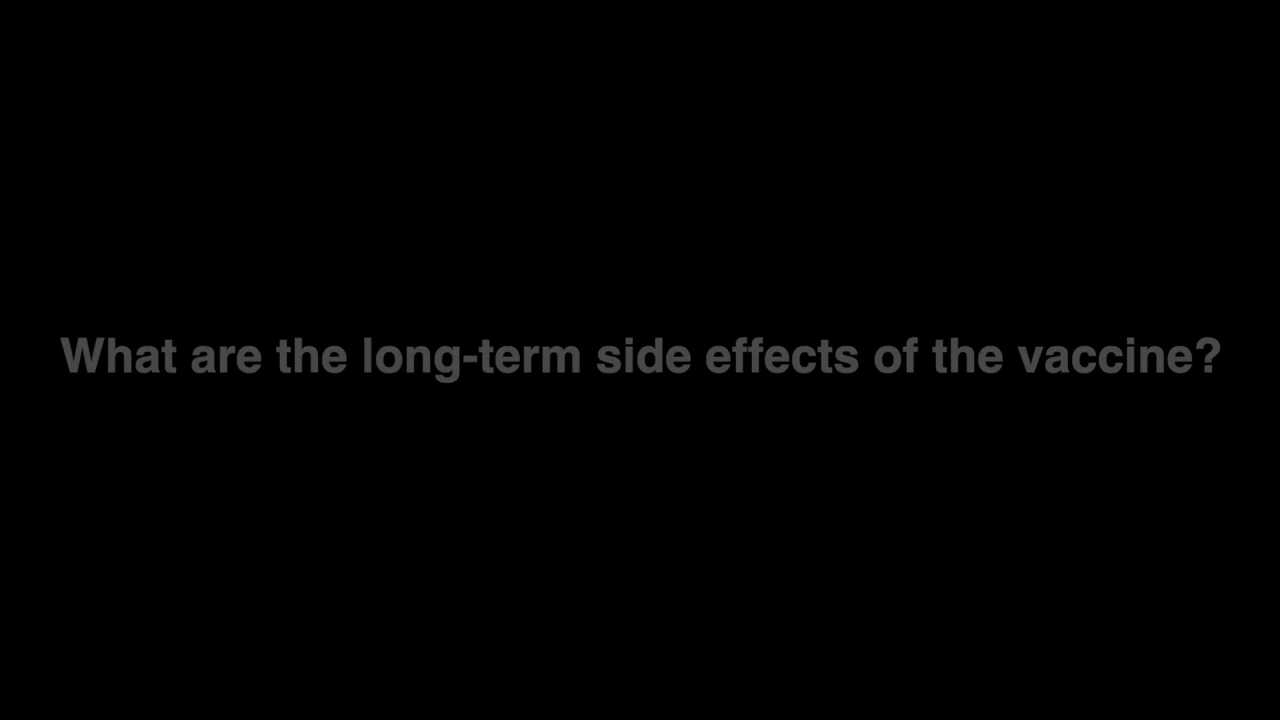 What are the long-term side effects of the vaccine?